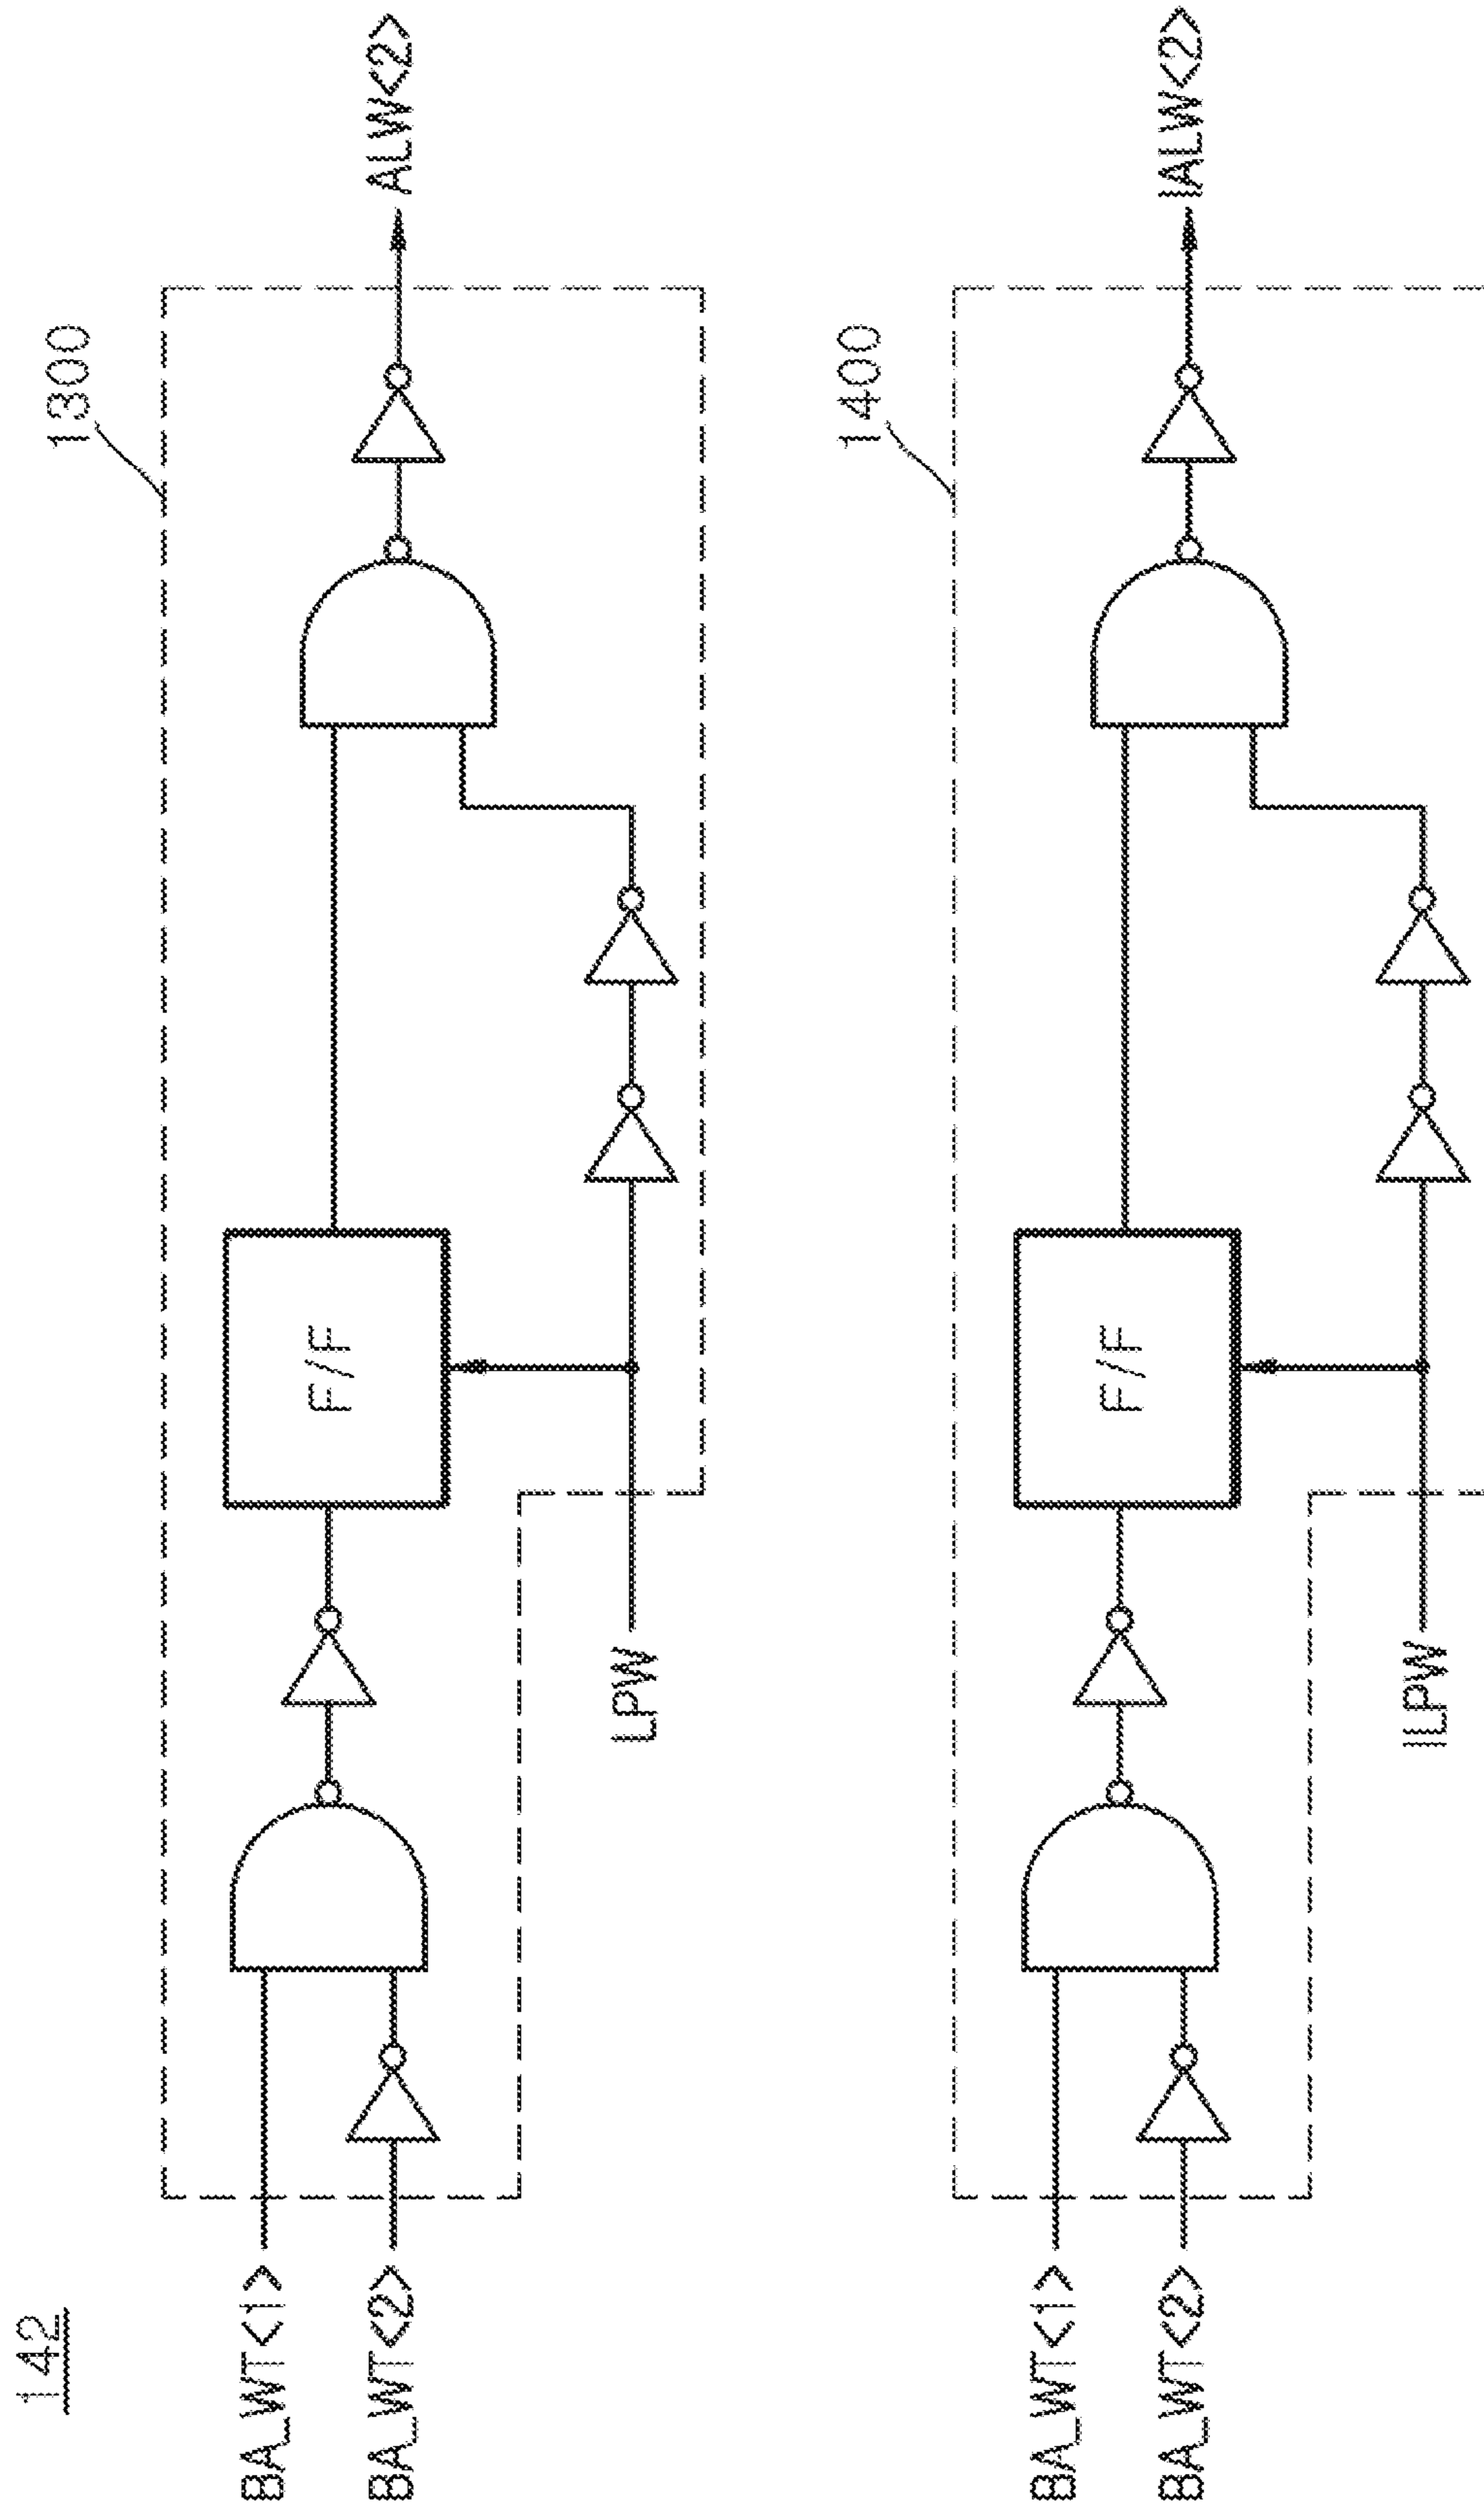 142
1300
BA_WT<1>
BA_WT<2>
F/F
LPW
ALW<2>
1400
BA_WT<1>
BA_WT<2>
F/F
ILPW
IALW<2>